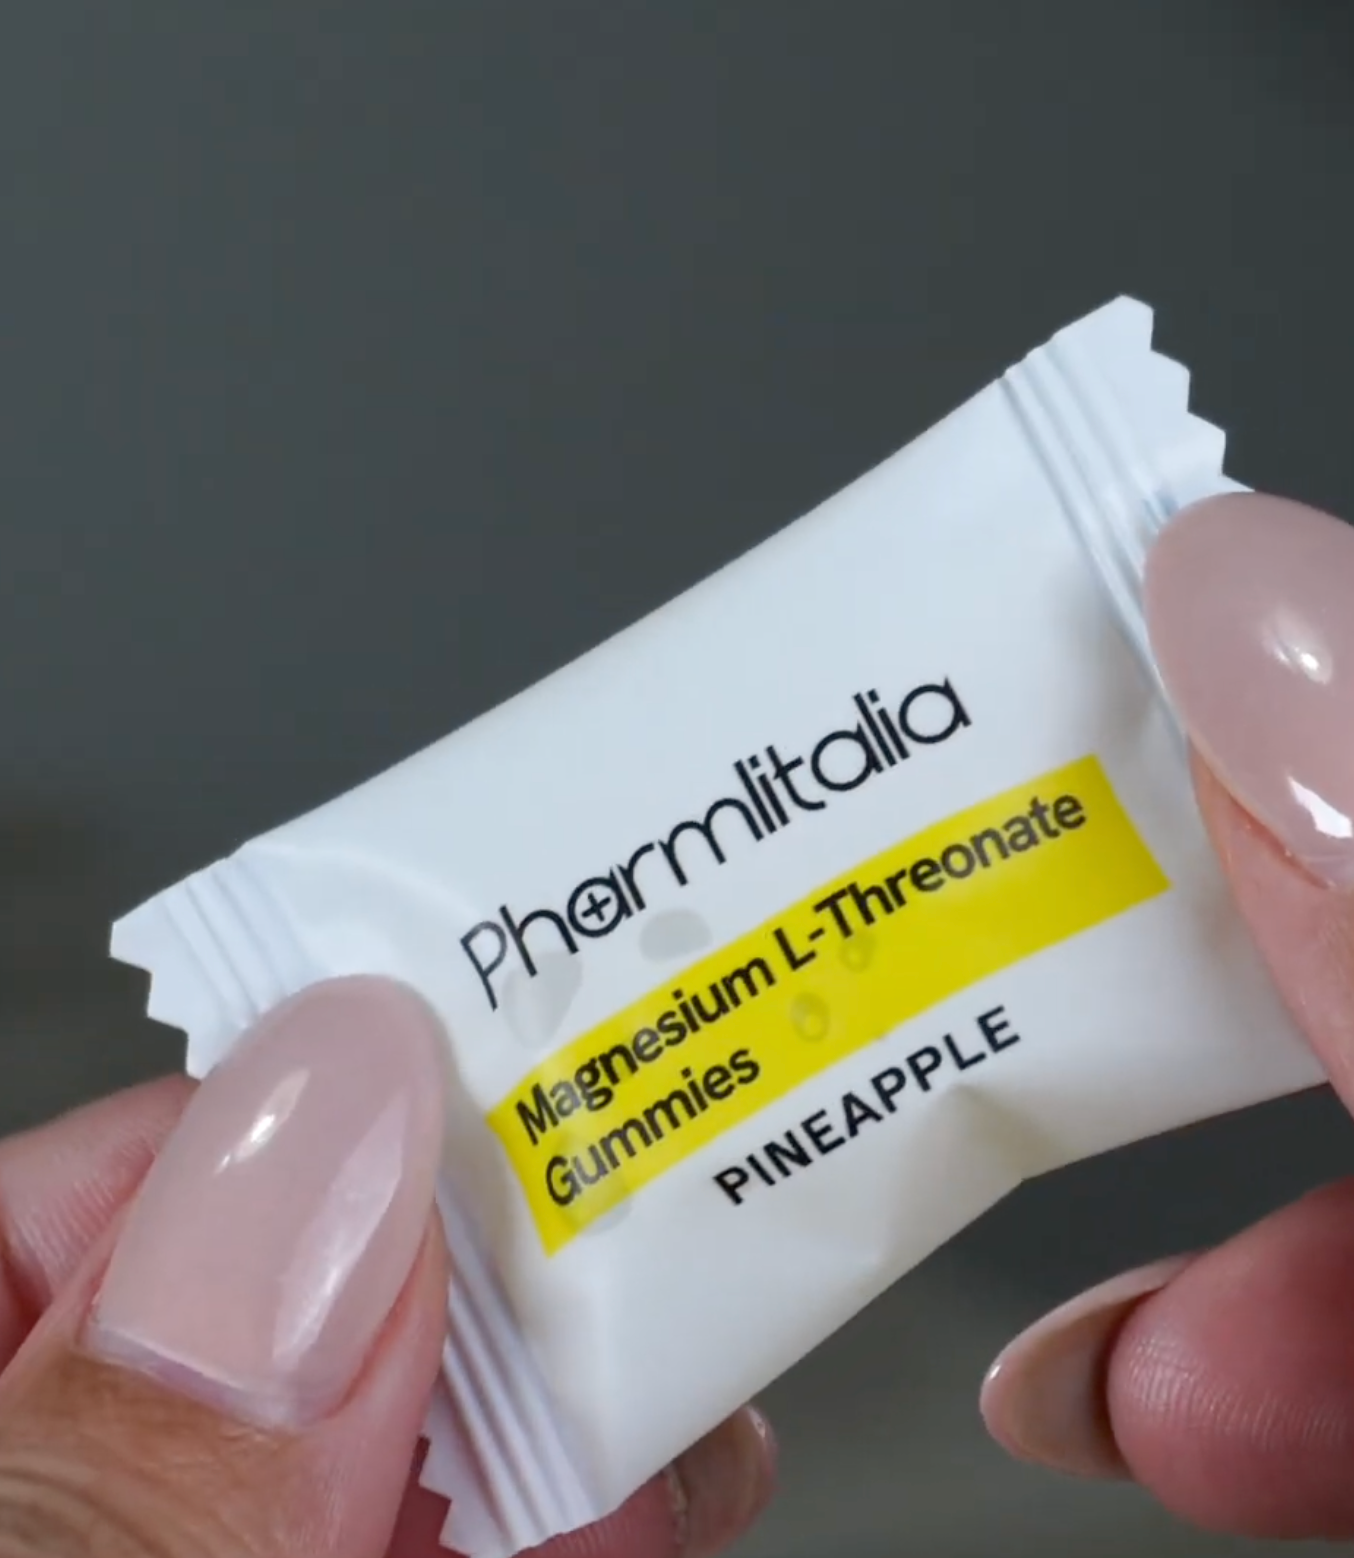 Pharmlitalia
Magnesium L-Threonate
Gummies
PINEAPPLE